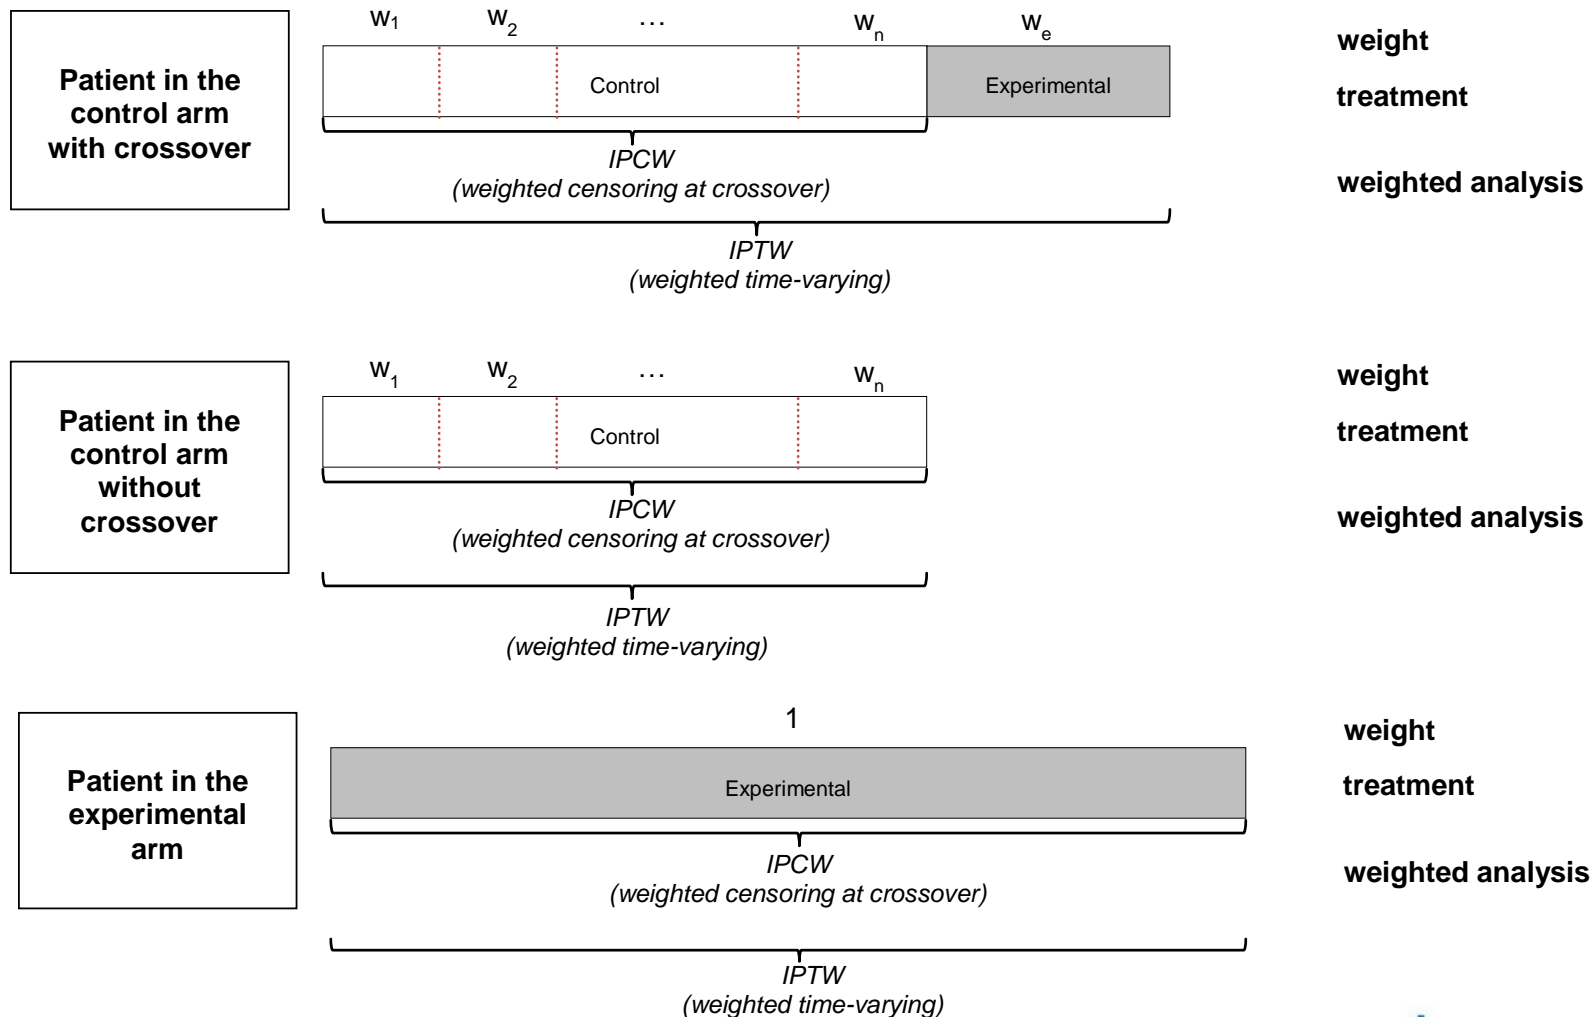 w₁ w₂ … wₙ wₑ weight
Patient in the
control arm
with crossover
Control Experimental treatment
IPCW
(weighted censoring at crossover) weighted analysis
IPTW
(weighted time-varying)
w₁ w₂ … wₙ weight
Patient in the
control arm
without
crossover
Control treatment
IPCW
(weighted censoring at crossover) weighted analysis
IPTW
(weighted time-varying)
1 weight
Patient in the
experimental
arm
Experimental treatment
IPCW
(weighted censoring at crossover) weighted analysis
IPTW
(weighted time-varying)